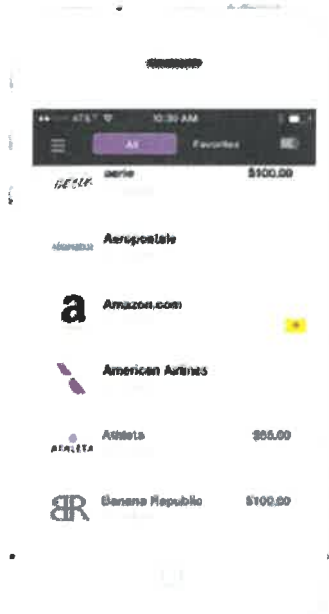 AT&T 10:30 AM
All Favorites
aerie $100.00
Aeropostale
a Amazon.com
American Airlines
ATHLETA Athleta $65.00
BR Banana Republic $100.00